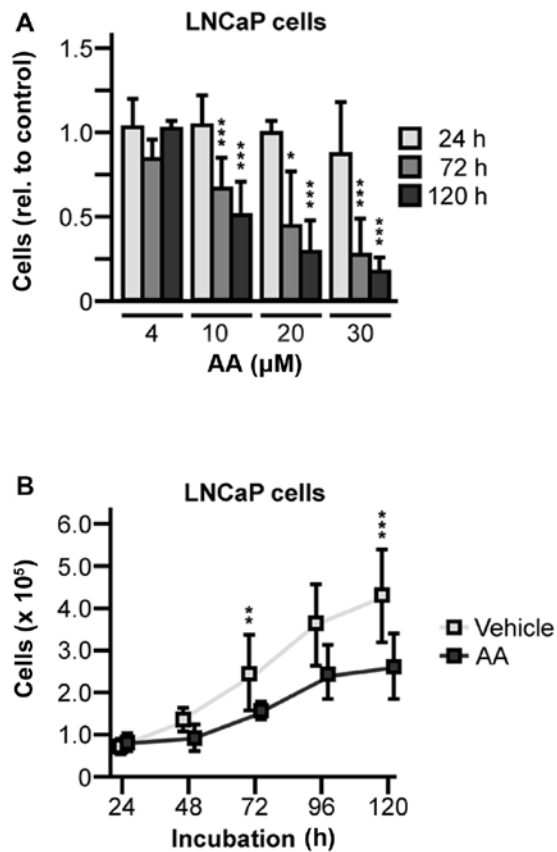 A
LNCaP cells
Cells (rel. to control)
1.5
1.0
0.5
0
***
***
*
***
***
***
24 h
72 h
120 h
4 10 20 30
AA (µM)
B
LNCaP cells
Cells (x 10⁵)
6.0
5.0
4.0
3.0
2.0
1.0
0
**
***
Vehicle
AA
24 48 72 96 120
Incubation (h)